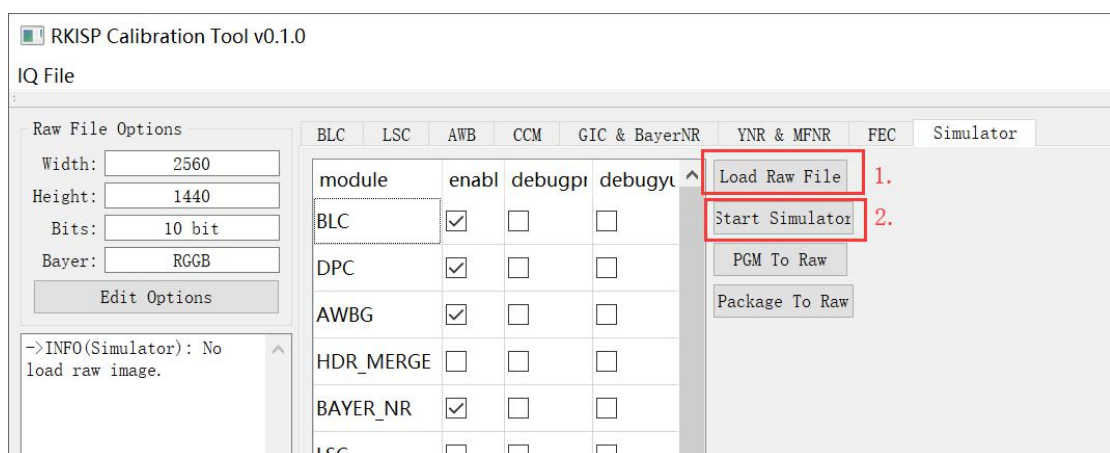 RKISP Calibration Tool v0.1.0
IQ File
Raw File Options
Width: 2560
Height: 1440
Bits: 10 bit
Bayer: RGGB
Edit Options
->INFO(Simulator): No
load raw image.
BLC LSC AWB CCM GIC & BayerNR YNR & MFNR FEC Simulator
module enabl debugpr debugyu
BLC
DPC
AWBG
HDR_MERGE
BAYER_NR
LSC
Load Raw File 1.
Start Simulator 2.
PGM To Raw
Package To Raw